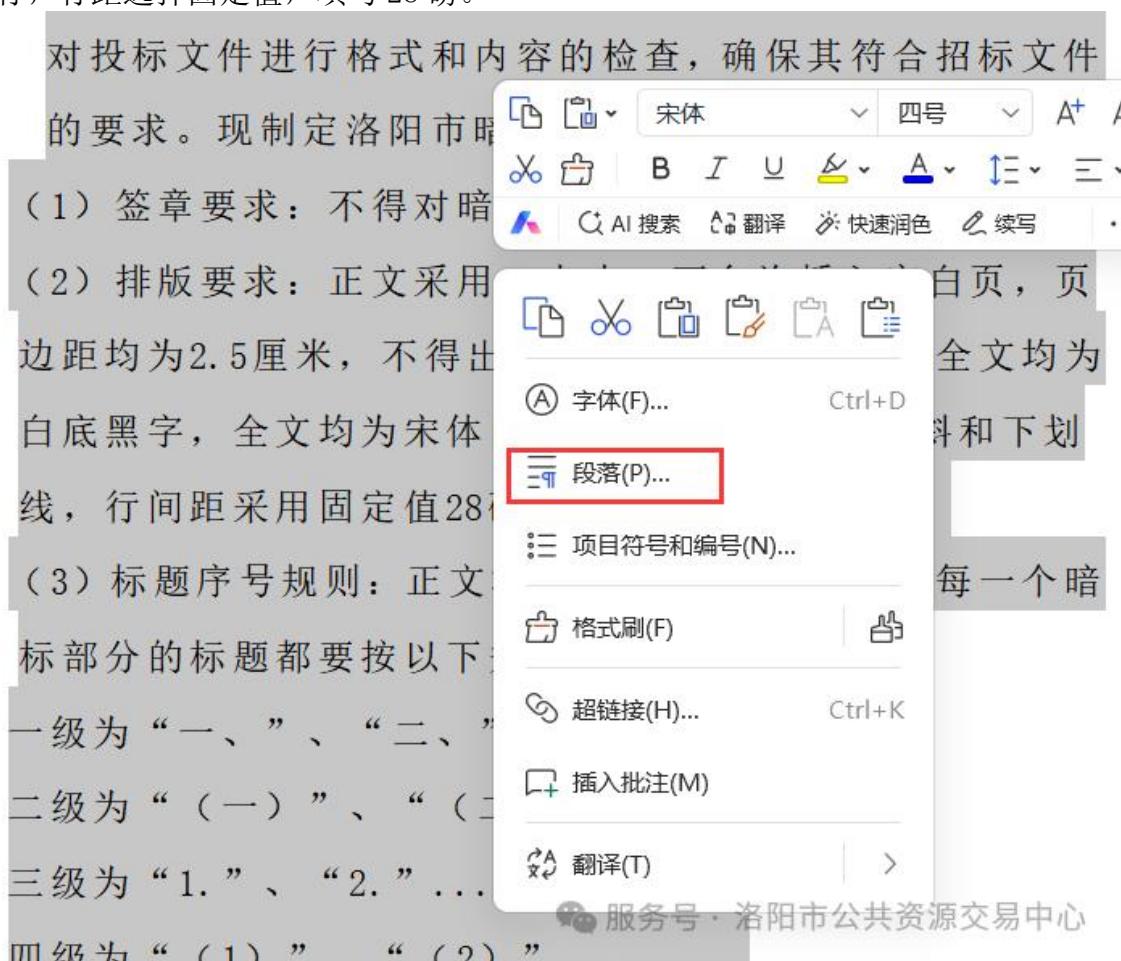 行，行距选择固定值，填写28磅。
对投标文件进行格式和内容的检查，确保其符合招标文件
的要求。现制定洛阳市暗
（1）签章要求：不得对暗
（2）排版要求：正文采用
白页，页
边距均为2.5厘米，不得出
全文均为
白底黑字，全文均为宋体
和下划
线，行间距采用固定值28
（3）标题序号规则：正文
每一个暗
标部分的标题都要按以下
一级为“一、”、“二、”
二级为“（一）”、“（二
三级为“1.”、“2.”...
四级为“（1）”、“（2）”
宋体 四号 A+
B I U A
AI 搜索 翻译 快速润色 续写
字体(F)... Ctrl+D
段落(P)...
项目符号和编号(N)...
格式刷(F)
超链接(H)... Ctrl+K
插入批注(M)
翻译(T)
服务号 · 洛阳市公共资源交易中心